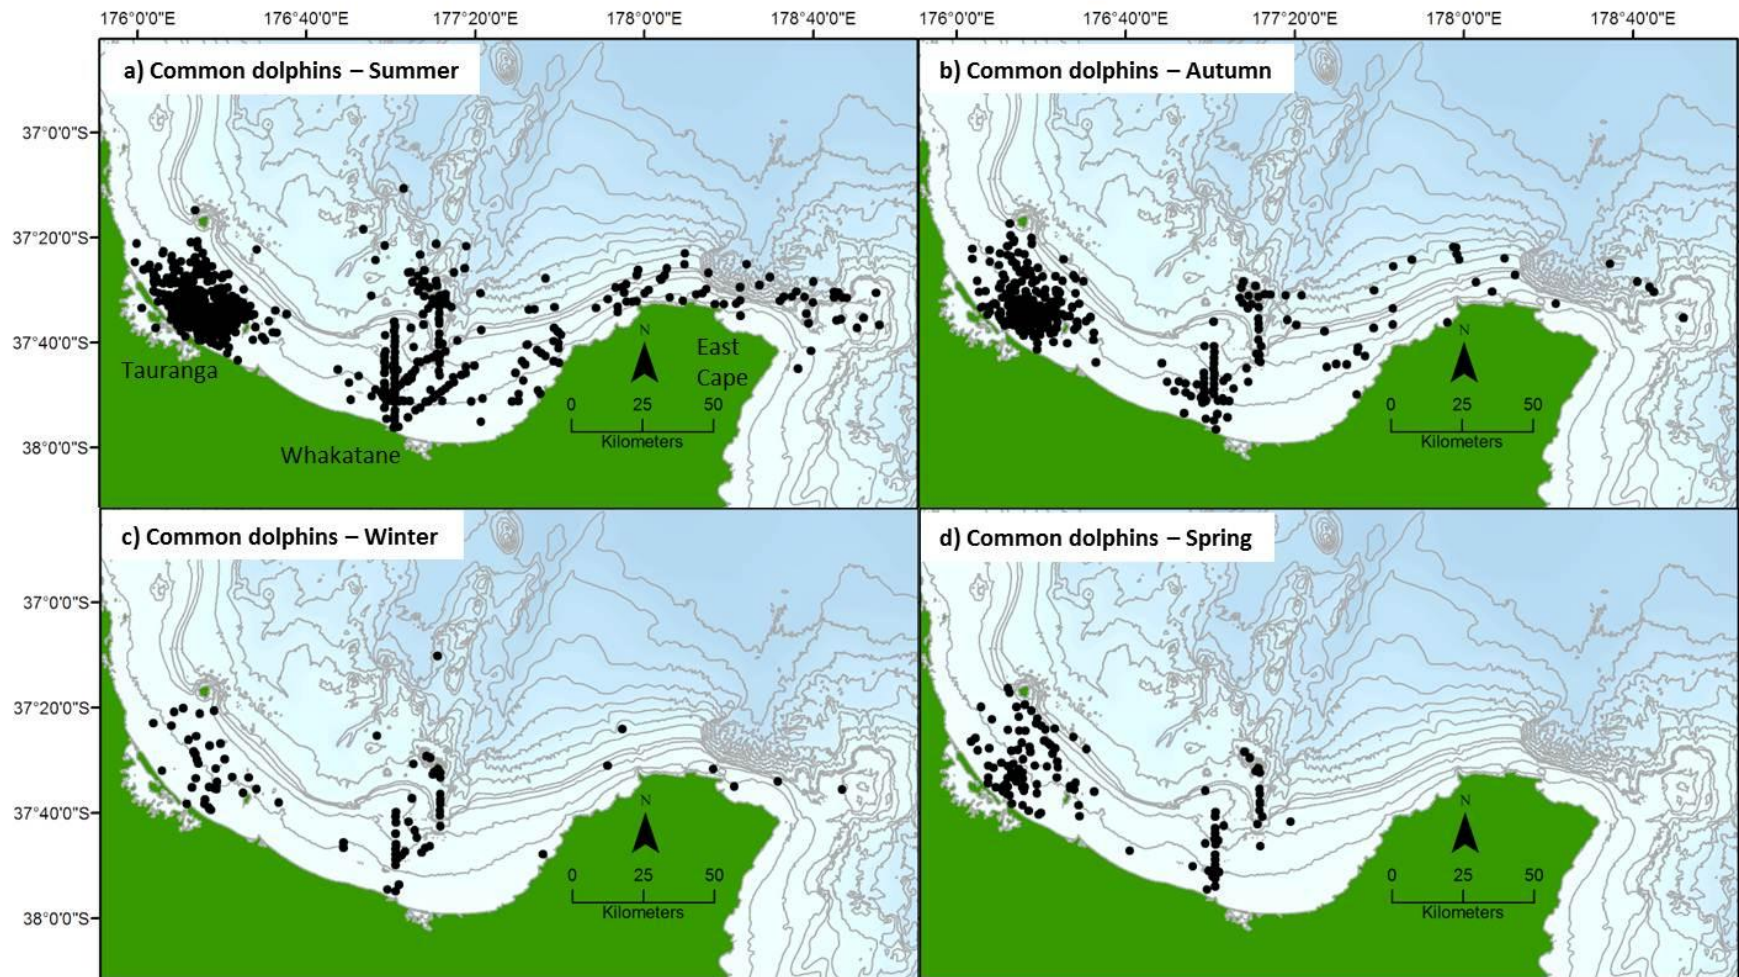 176°0'0"E 176°40'0"E 177°20'0"E 178°0'0"E 178°40'0"E 176°0'0"E 176°40'0"E 177°20'0"E 178°0'0"E 178°40'0"E
a) Common dolphins – Summer
b) Common dolphins – Autumn
37°0'0"S
37°20'0"S
37°40'0"S
38°0'0"S
Tauranga
Whakatane
East
Cape
N
0 25 50
Kilometers
N
0 25 50
Kilometers
c) Common dolphins – Winter
d) Common dolphins – Spring
37°0'0"S
37°20'0"S
37°40'0"S
38°0'0"S
N
0 25 50
Kilometers
N
0 25 50
Kilometers